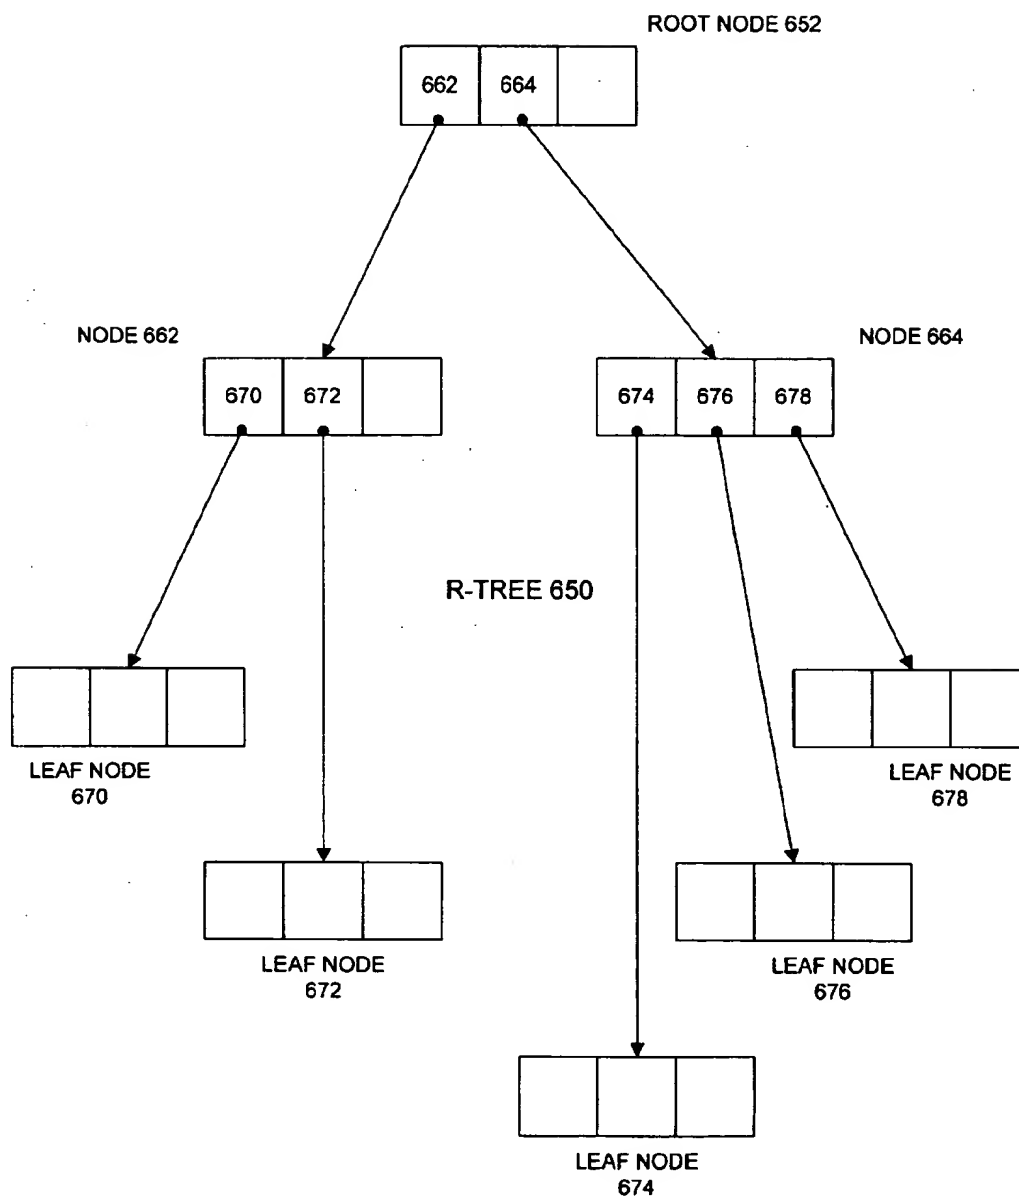 ROOT NODE 652
662 664
NODE 662
NODE 664
670 672
674 676 678
R-TREE 650
LEAF NODE
670
LEAF NODE
678
LEAF NODE
672
LEAF NODE
676
LEAF NODE
674